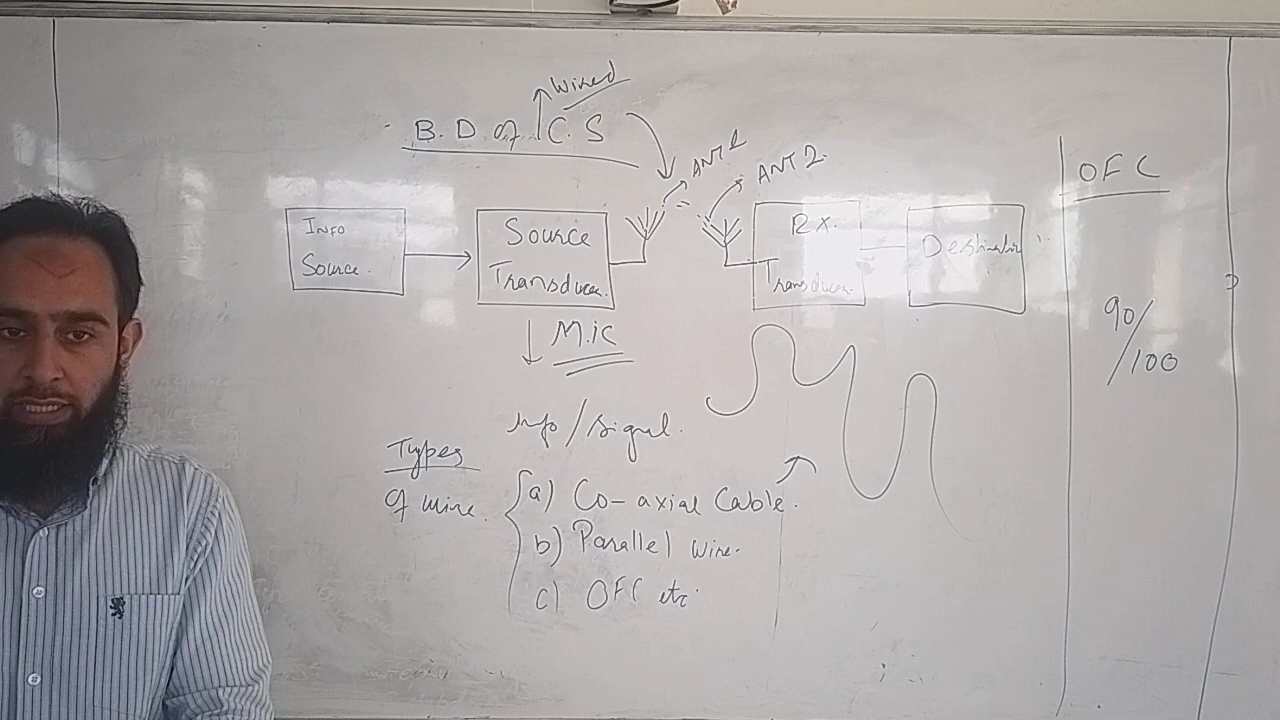 Wired
B.D. of C.S
ANT 1
ANT 2
OFC
Info
Source.
Source
Transducer.
Rx.
Transducer.
Destination
Mic
90/100
Info/Signal.
Types
of wire.
a) Co-axial Cable.
b) Parallel wire.
c) OFC etc.